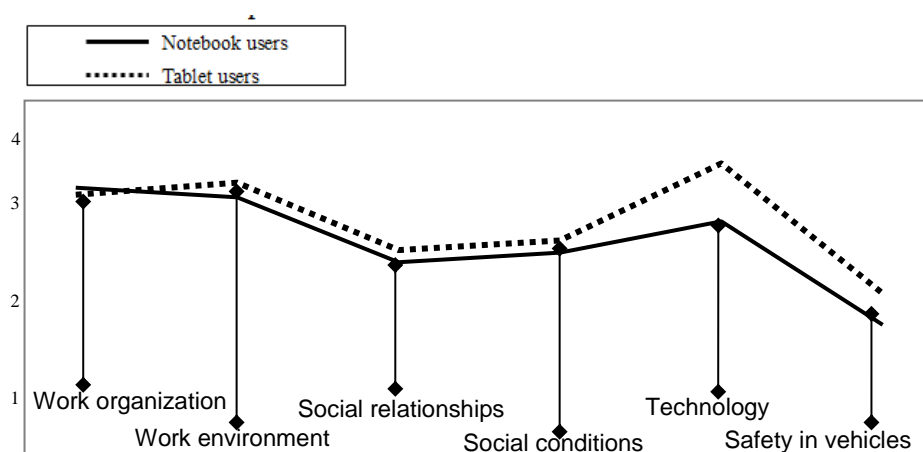 Notebook users
Tablet users
4
3
2
1
Work organization
Work environment
Social relationships
Social conditions
Technology
Safety in vehicles